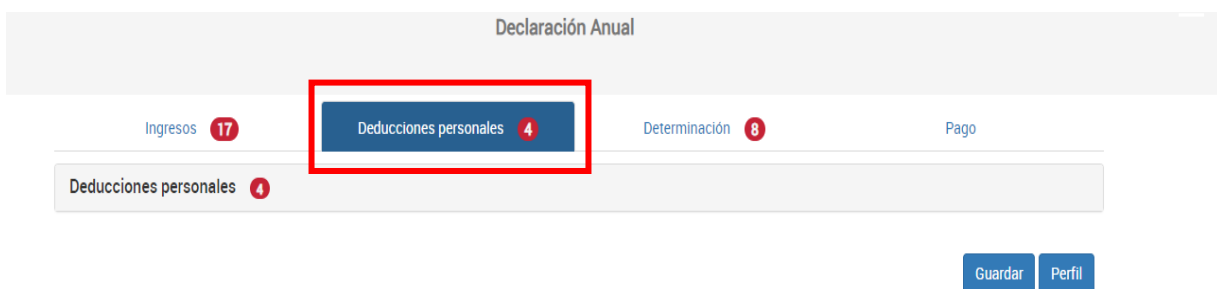 Declaración Anual
Ingresos 17 Deducciones personales 4 Determinación 8 Pago
Deducciones personales 4
Guardar Perfil